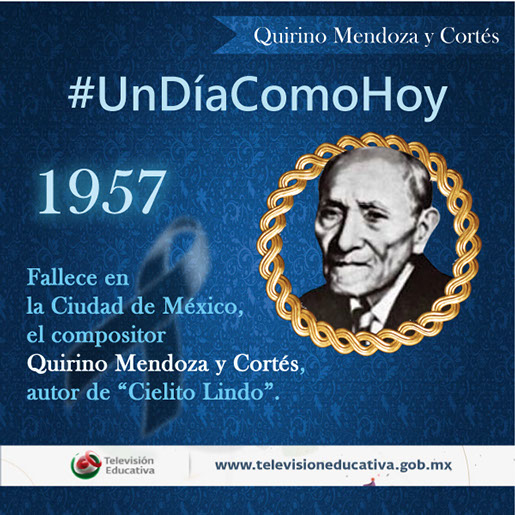 Quirino Mendoza y Cortés
#UnDíaComoHoy
1957
Fallece en
la Ciudad de México,
el compositor
Quirino Mendoza y Cortés,
autor de “Cielito Lindo”.
Televisión
Educativa
www.televisioneducativa.gob.mx